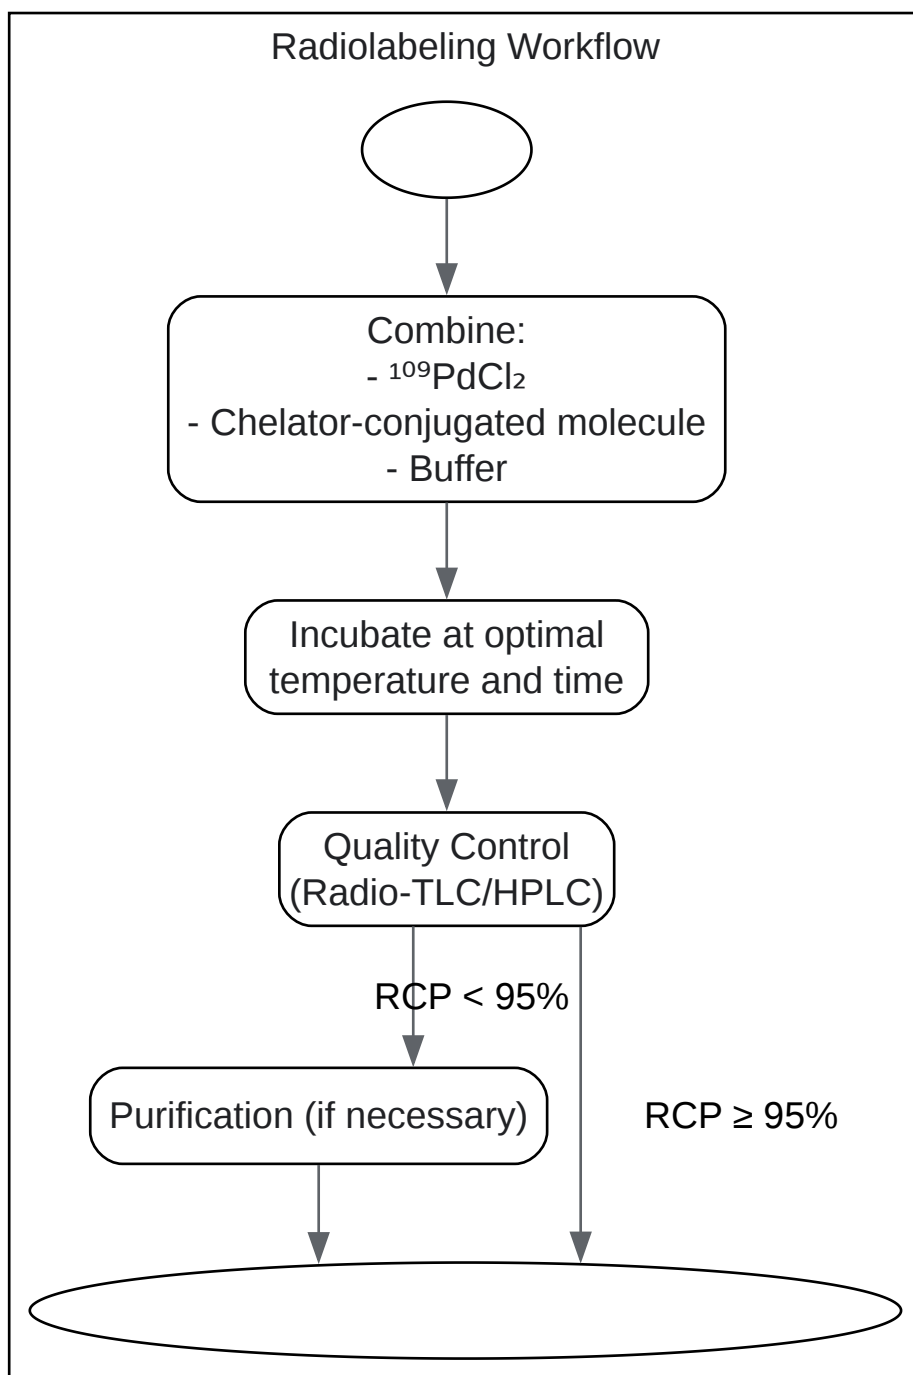 Radiolabeling Workflow
Combine:
- ¹⁰⁹PdCl₂
- Chelator-conjugated molecule
- Buffer
Incubate at optimal
temperature and time
Quality Control
(Radio-TLC/HPLC)
RCP < 95%
Purification (if necessary)
RCP ≥ 95%